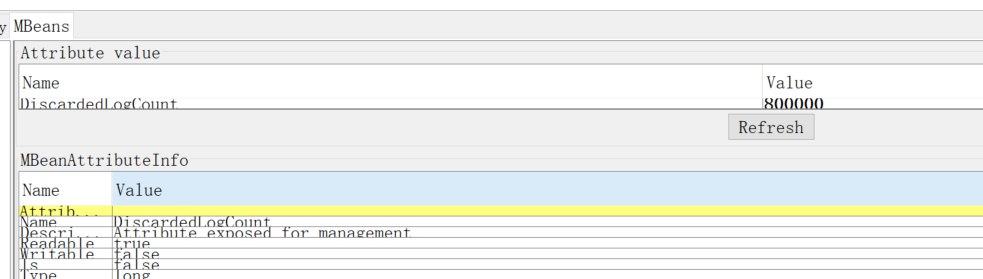 y MBeans
Attribute value
Name Value
DiscardedLogCount 800000
Refresh
MBeanAttributeInfo
Name Value
Attrib...
Name DiscardedLogCount
Descri... Attribute exposed for management
Readable true
Writable false
Is false
Type long